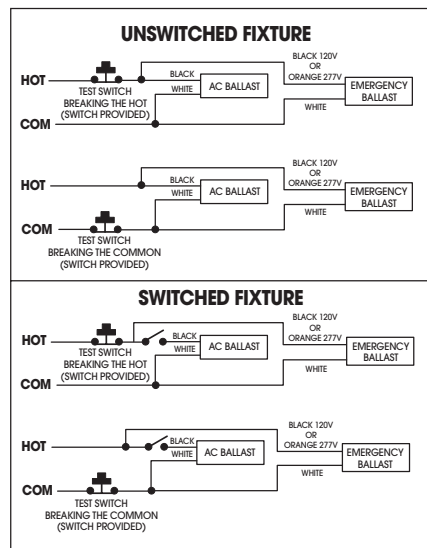 UNSWITCHED FIXTURE
BLACK 120V
OR
ORANGE 277V
HOT
BLACK
AC BALLAST
EMERGENCY
BALLAST
TEST SWITCH
BREAKING THE HOT
(SWITCH PROVIDED)
WHITE
WHITE
COM
BLACK 120V
OR
ORANGE 277V
HOT
BLACK
WHITE
AC BALLAST
EMERGENCY
BALLAST
WHITE
COM
TEST SWITCH
BREAKING THE COMMON
(SWITCH PROVIDED)
SWITCHED FIXTURE
BLACK 120V
OR
ORANGE 277V
HOT
BLACK
WHITE
AC BALLAST
EMERGENCY
BALLAST
TEST SWITCH
BREAKING THE HOT
(SWITCH PROVIDED)
WHITE
COM
BLACK 120V
OR
ORANGE 277V
HOT
BLACK
WHITE
AC BALLAST
EMERGENCY
BALLAST
WHITE
COM
TEST SWITCH
BREAKING THE COMMON
(SWITCH PROVIDED)